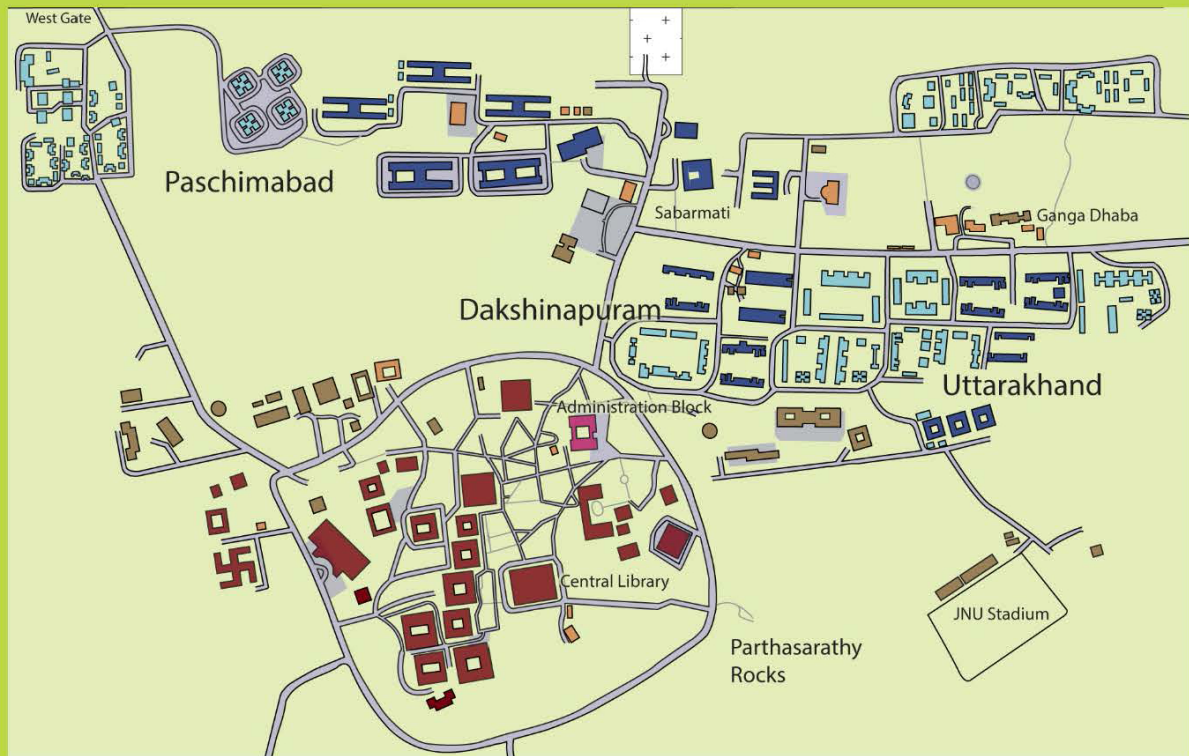 West Gate
Paschimabad
Sabarmati
Ganga Dhaba
Dakshinapuram
Uttarakhand
Administration Block
Central Library
JNU Stadium
Parthasarathy
Rocks